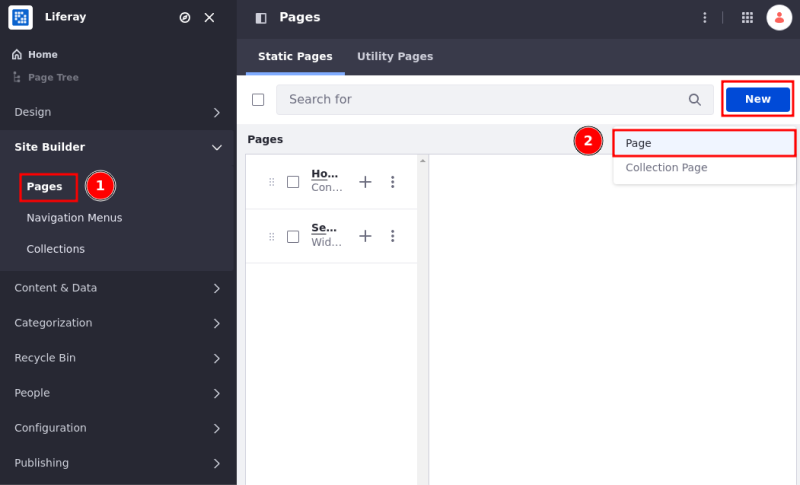 Liferay
Home
Page Tree
Design
Site Builder
Pages
1
Navigation Menus
Collections
Content & Data
Categorization
Recycle Bin
People
Configuration
Publishing
Pages
Static Pages
Utility Pages
Search for
New
Pages
2
Page
Collection Page
Ho...
Con...
Se...
Wid...